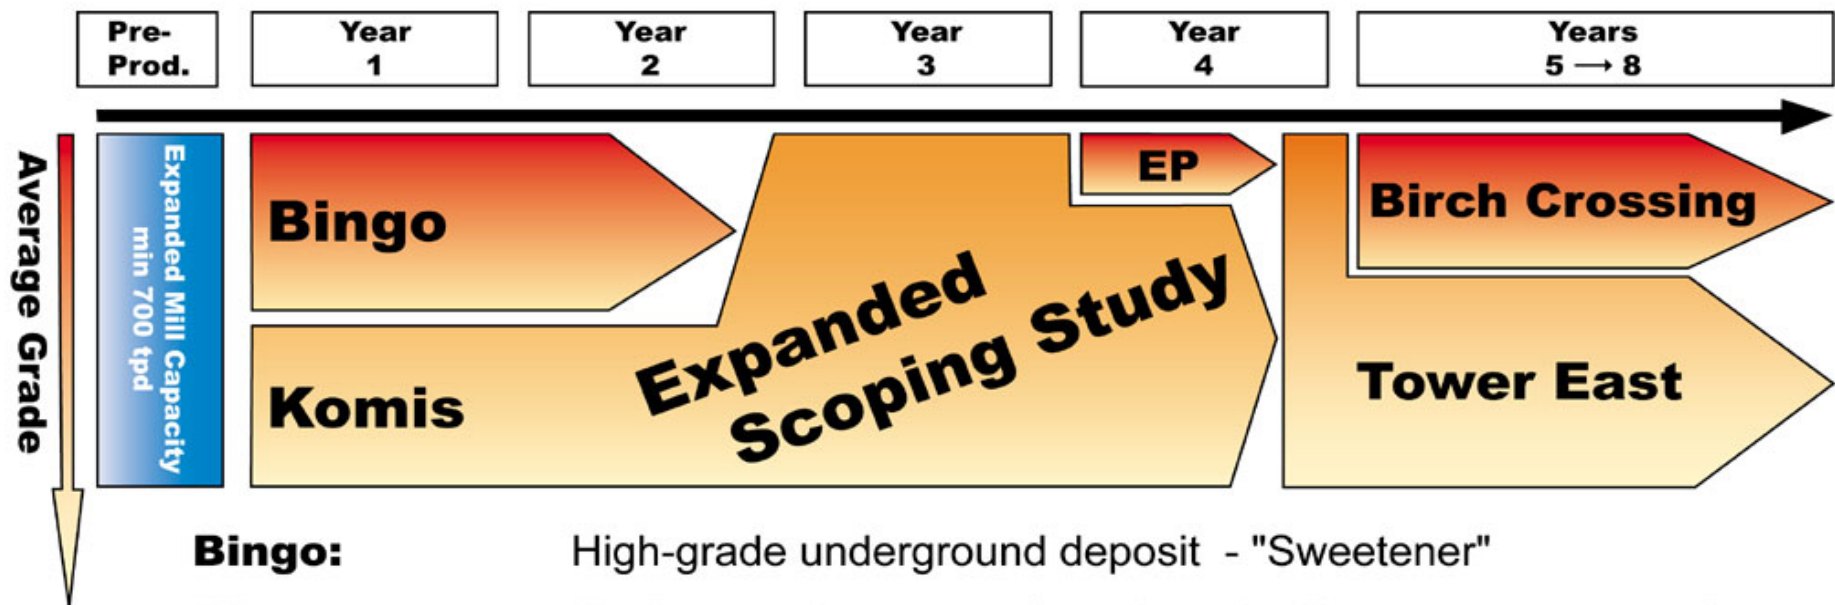 Pre-
Prod.
Year
1
Year
2
Year
3
Year
4
Years
5 → 8
Average Grade
Expanded Mill Capacity
min 700 tpd
Bingo
Komis
Expanded
Scoping Study
EP
Birch Crossing
Tower East
Bingo: High-grade underground deposit - "Sweetener"